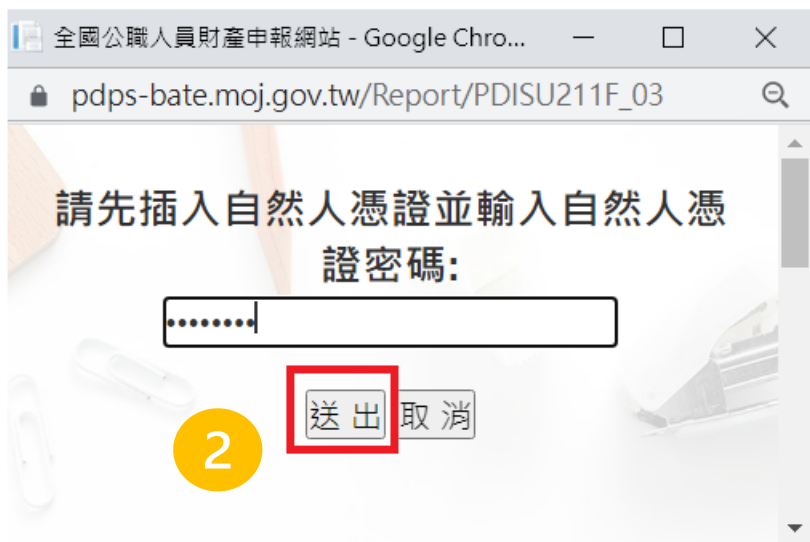 全國公職人員財產申報網站 - Google Chro...
pdps-bate.moj.gov.tw/Report/PDISU211F_03
請先插入自然人憑證並輸入自然人憑
證密碼:
••••••••
送 出 取 消
2